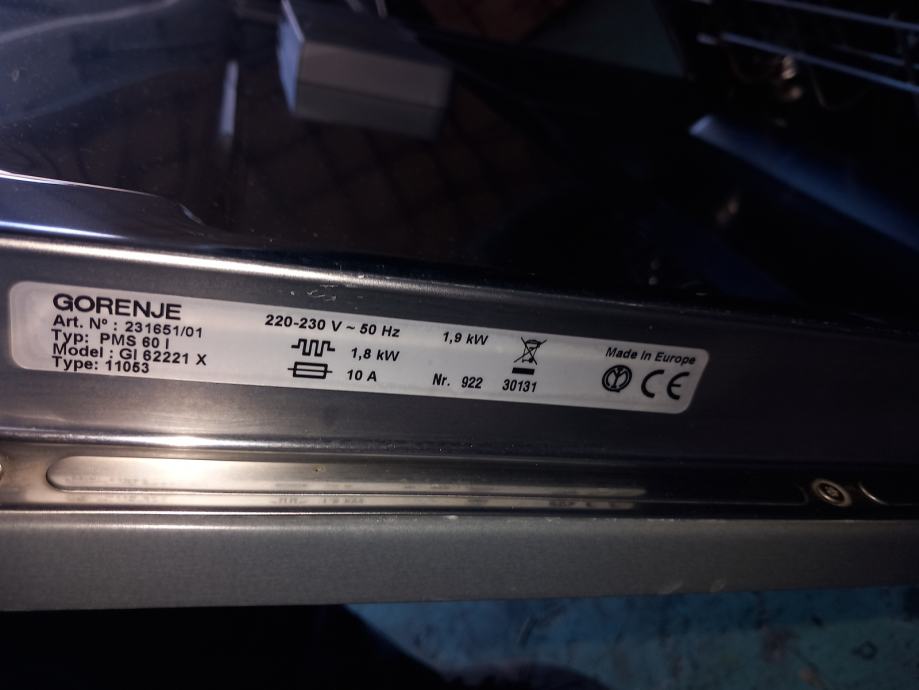 GORENJE
Art. Nº : 231651/01
Typ: PMS 60 I
Model : GI 62221 X
Type: 11053
220-230 V ~ 50 Hz
1,9 kW
1,8 kW
10 A
Nr. 922 30131
Made in Europe
CE